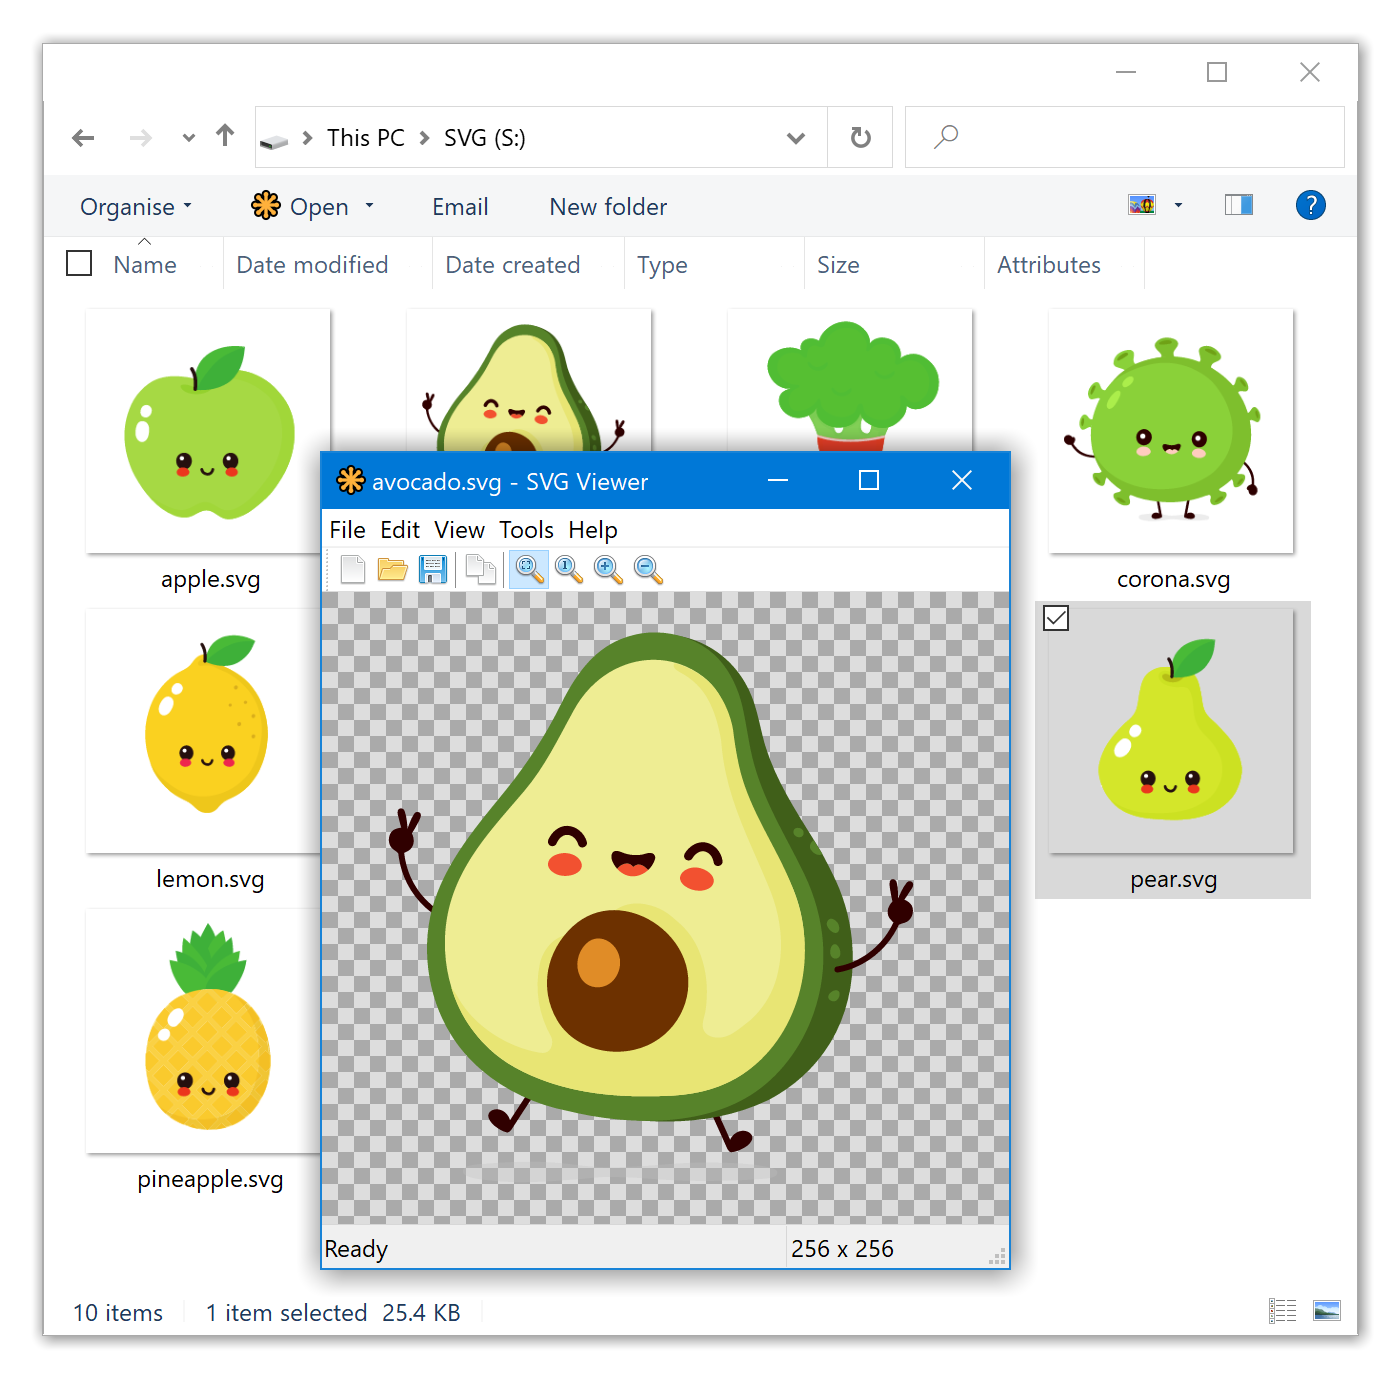 This PC SVG (S:)
Organise Open Email New folder ?
Name Date modified Date created Type Size Attributes
avocado.svg - SVG Viewer
File Edit View Tools Help
1
apple.svg
corona.svg
lemon.svg
pear.svg
pineapple.svg
Ready 256 x 256
10 items 1 item selected 25.4 KB